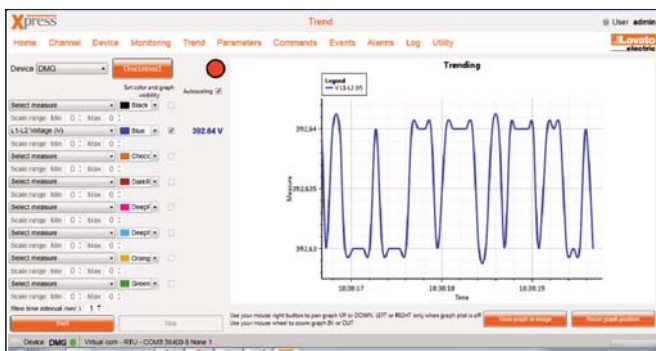 Xpress
Trend
User admin
Home Channel Device Monitoring Trend Parameters Commands Events Alarms Log Utility
Lovato
electric
Device DMG Disconnect
Set color and graph
visibility
Autoscaling
Select measure Black
Scale range Min 0 Max 0
L1-L2 Voltage (V) Blue 392.64 V
Scale range Min 0 Max 0
Select measure Chocc
Scale range Min 0 Max 0
Select measure DarkR
Scale range Min 0 Max 0
Select measure DeepF
Scale range Min 0 Max 0
Select measure DeepS
Scale range Min 0 Max 0
Select measure Orang
Scale range Min 0 Max 0
Select measure Green
Scale range Min 0 Max 0
Step time interval (sec.) 1
Start Stop
Trending
Legend
V L1-L2 (V)
Measure
392.64
392.635
392.63
18:38:17 18:38:18 18:38:19
Time
Use your mouse right button to pan graph UP or DOWN, LEFT or RIGHT only when graph plot is off
Use your mouse wheel to zoom graph IN or OUT
Save graph to image Reset graph position
Device DMG Virtual com - RTU - COM8 38400 8 None 1